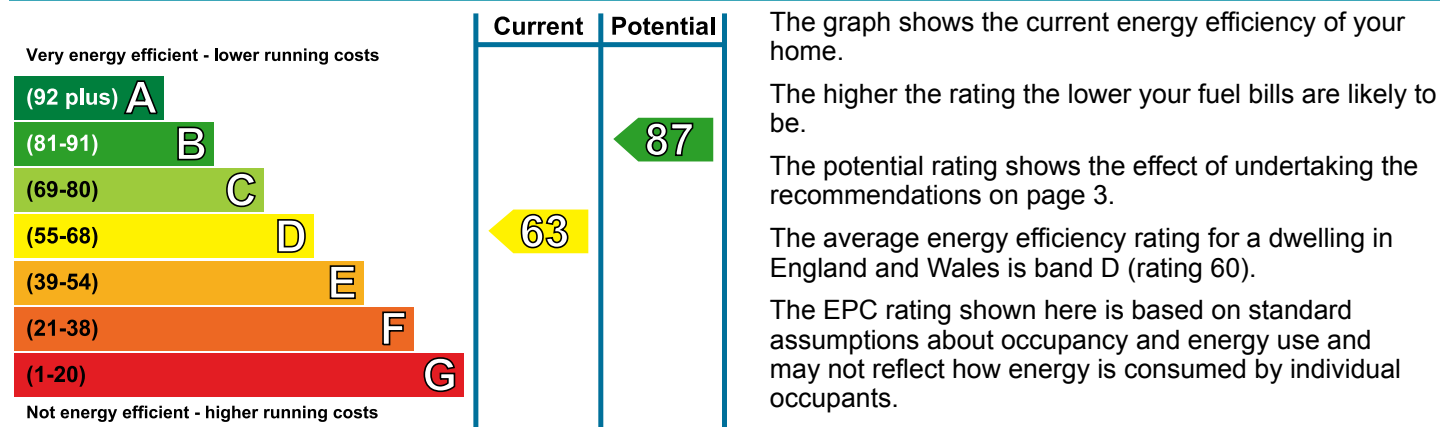 Current Potential
Very energy efficient - lower running costs
(92 plus) A
(81-91) B
87
(69-80) C
(55-68) D
63
(39-54) E
(21-38) F
(1-20) G
Not energy efficient - higher running costs
The graph shows the current energy efficiency of your
home.
The higher the rating the lower your fuel bills are likely to
be.
The potential rating shows the effect of undertaking the
recommendations on page 3.
The average energy efficiency rating for a dwelling in
England and Wales is band D (rating 60).
The EPC rating shown here is based on standard
assumptions about occupancy and energy use and
may not reflect how energy is consumed by individual
occupants.